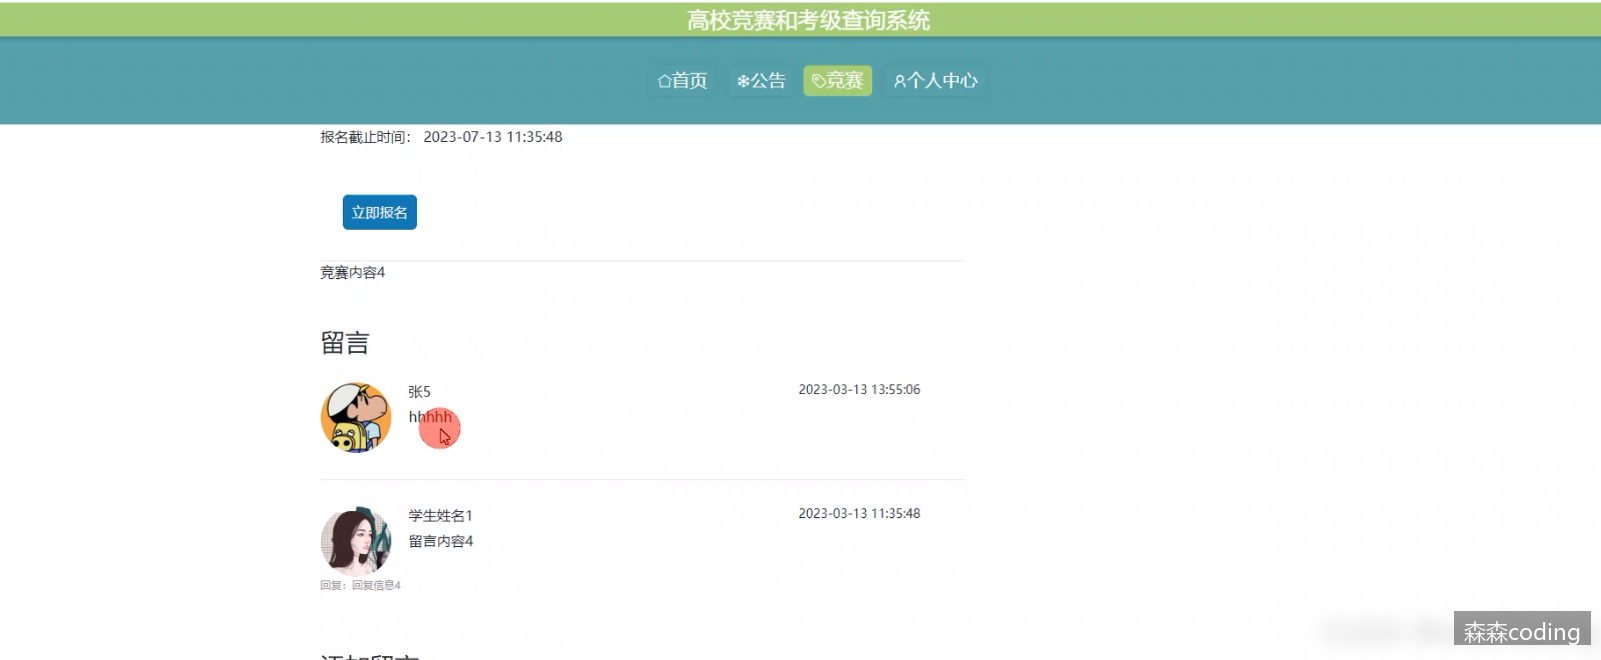 高校竞赛和考级查询系统
首页 公告 竞赛 个人中心
报名截止时间： 2023-07-13 11:35:48
立即报名
竞赛内容4
留言
张5 2023-03-13 13:55:06
hhhhh
学生姓名1 2023-03-13 11:35:48
留言内容4
回复：回复信息4
添加留言
森森coding